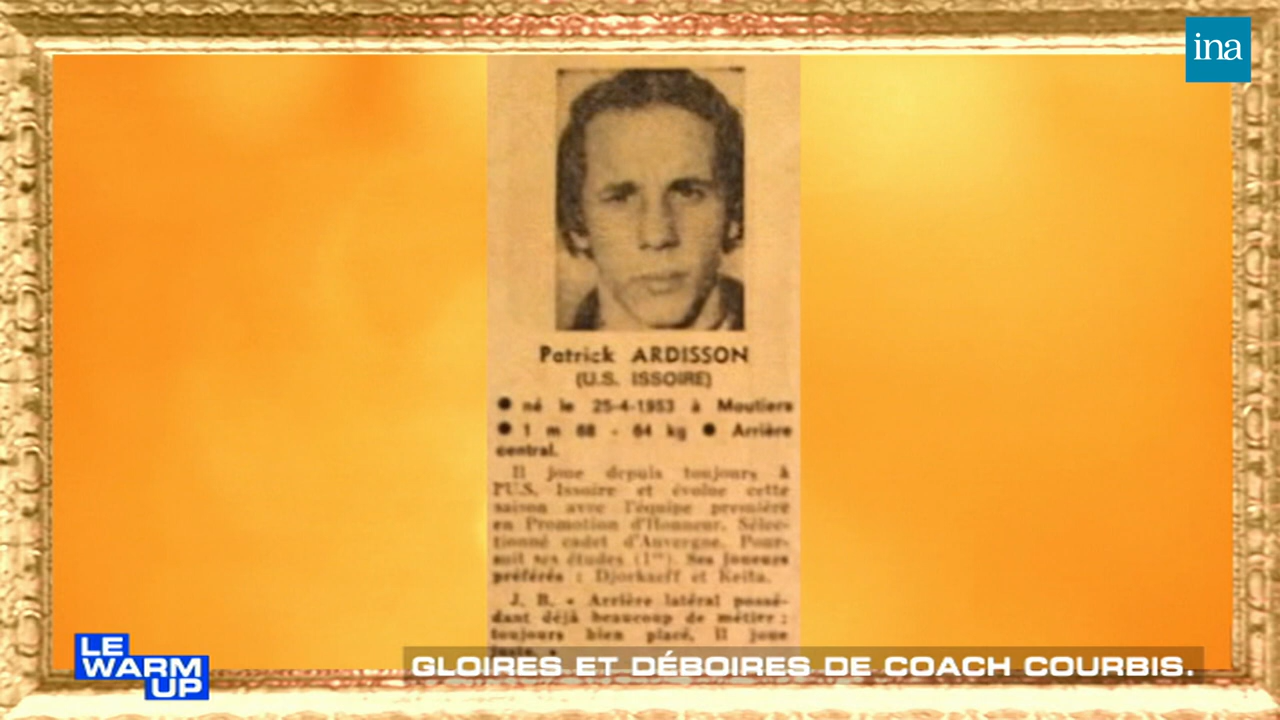 ina
Patrick ARDISSON
(U.S. ISSOIRE)
● né le 25-4-1953 à Moutiers
● 1 m 68 - 64 kg ● Arrière
central.
Il joue depuis toujours à
l'U.S. Issoire et évolue cette
saison avec l'équipe première
en Promotion d'Honneur. Sélec-
tionné cadet d'Auvergne. Pour-
suit ses études (1re). Ses joueurs
préférés : Djorkaeff et Keita.
J. B. « Arrière latéral possé-
dant déjà beaucoup de métier ;
toujours bien placé, il joue
juste. »
LE
WARM
UP
GLOIRES ET DÉBOIRES DE COACH COURBIS.